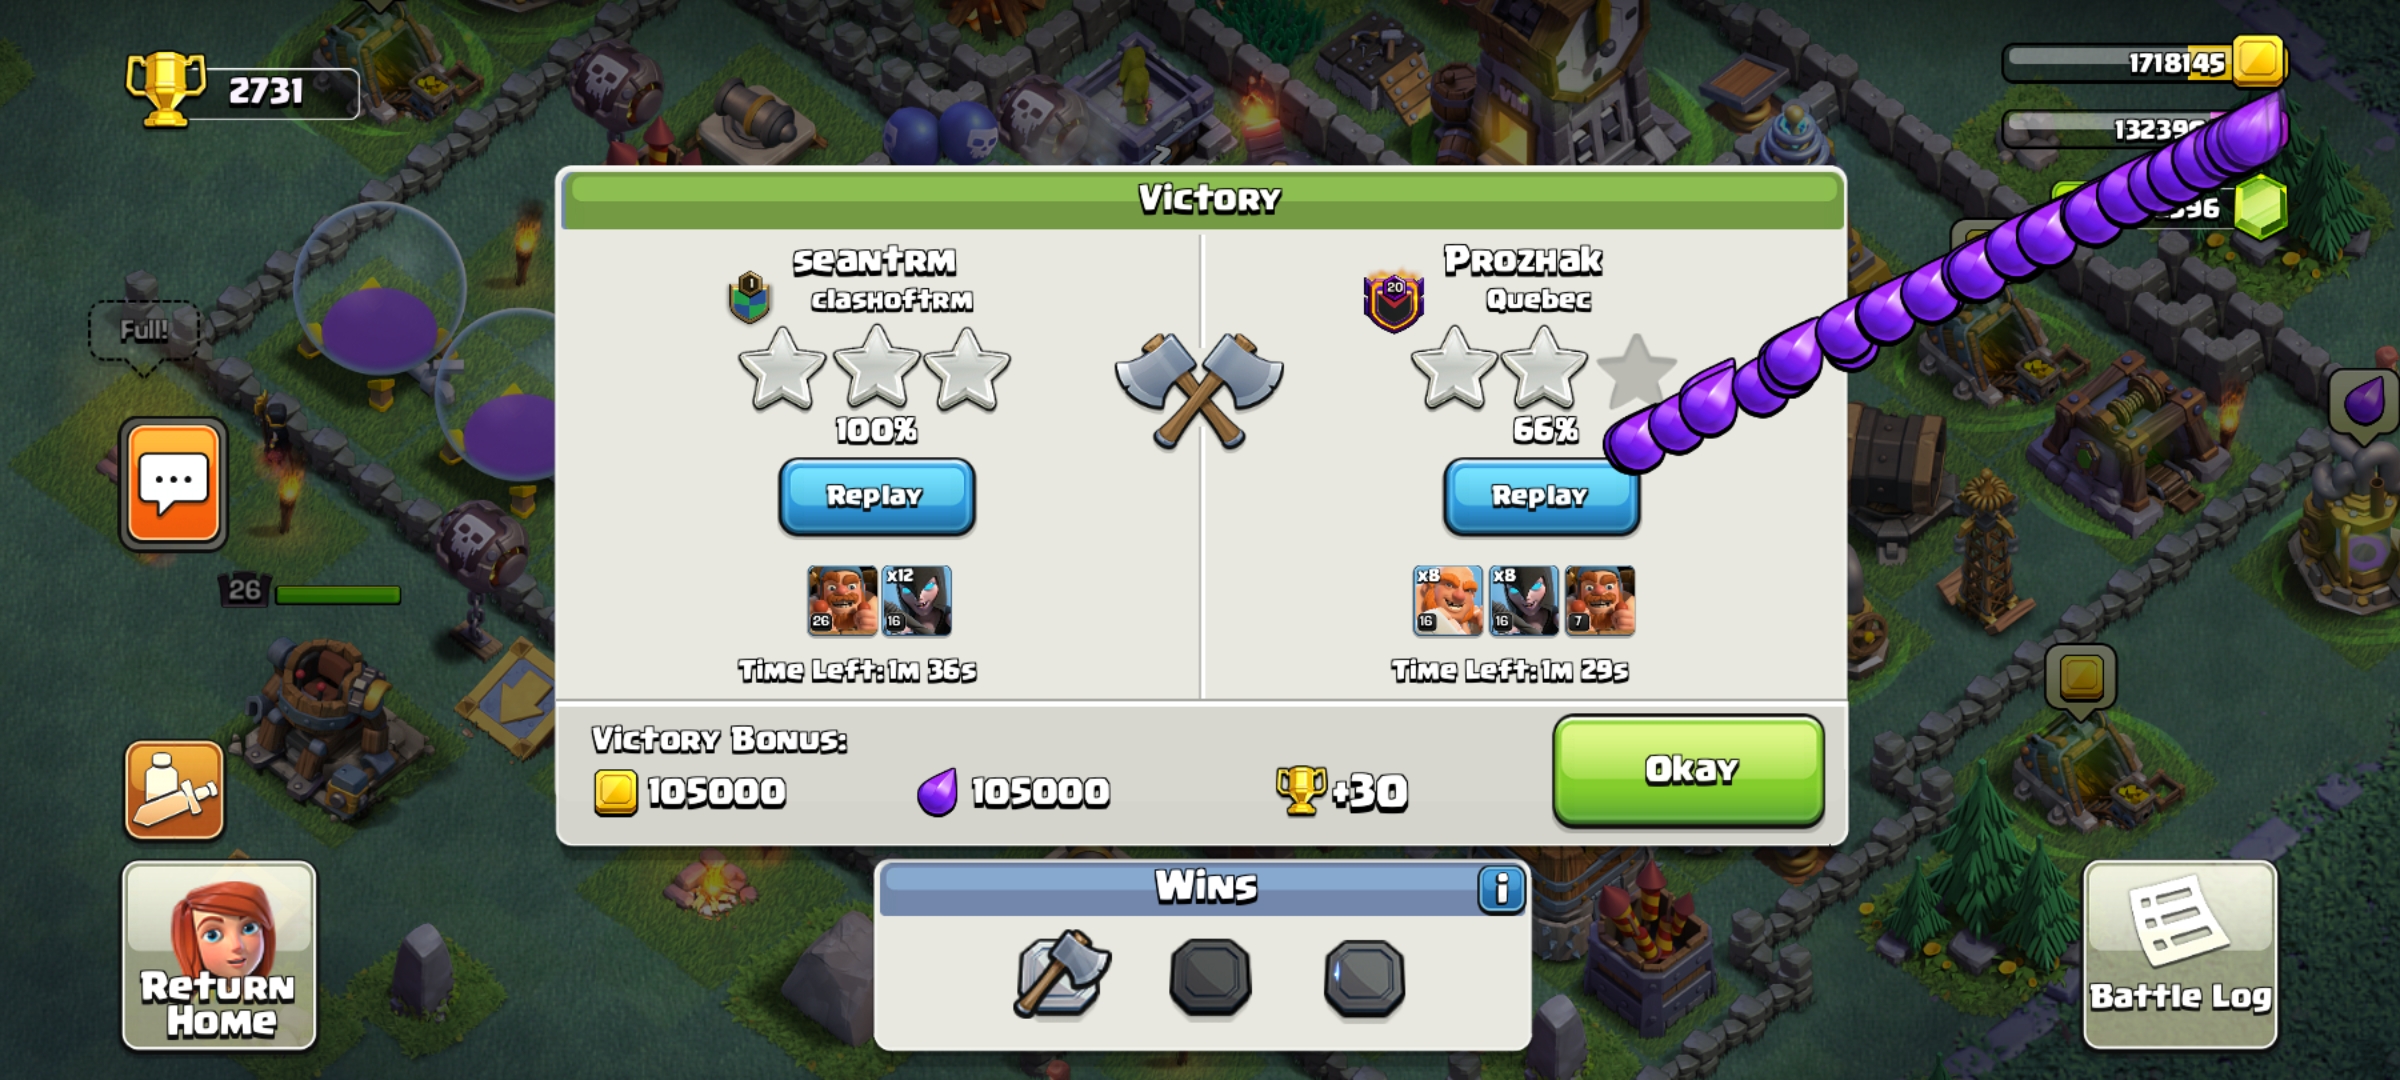 2731
1718145
Victory
seantrm
clashoftrm
1
100%
Replay
26
x12
16
Time Left: 1m 36s
Prozhak
Quebec
20
66%
Replay
x8
16
x8
16
7
Time Left: 1m 29s
Full!
26
Victory Bonus:
105000
105000
+30
Okay
Wins
i
Return
Home
Battle Log